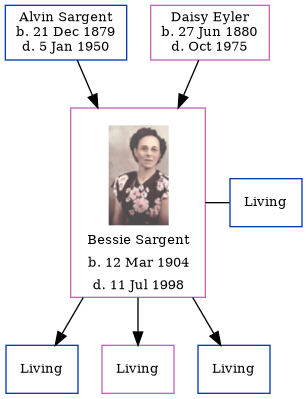 Alvin Sargent
b. 21 Dec 1879
d. 5 Jan 1950
Daisy Eyler
b. 27 Jun 1880
d. Oct 1975
Bessie Sargent
b. 12 Mar 1904
d. 11 Jul 1998
Living
Living
Living
Living